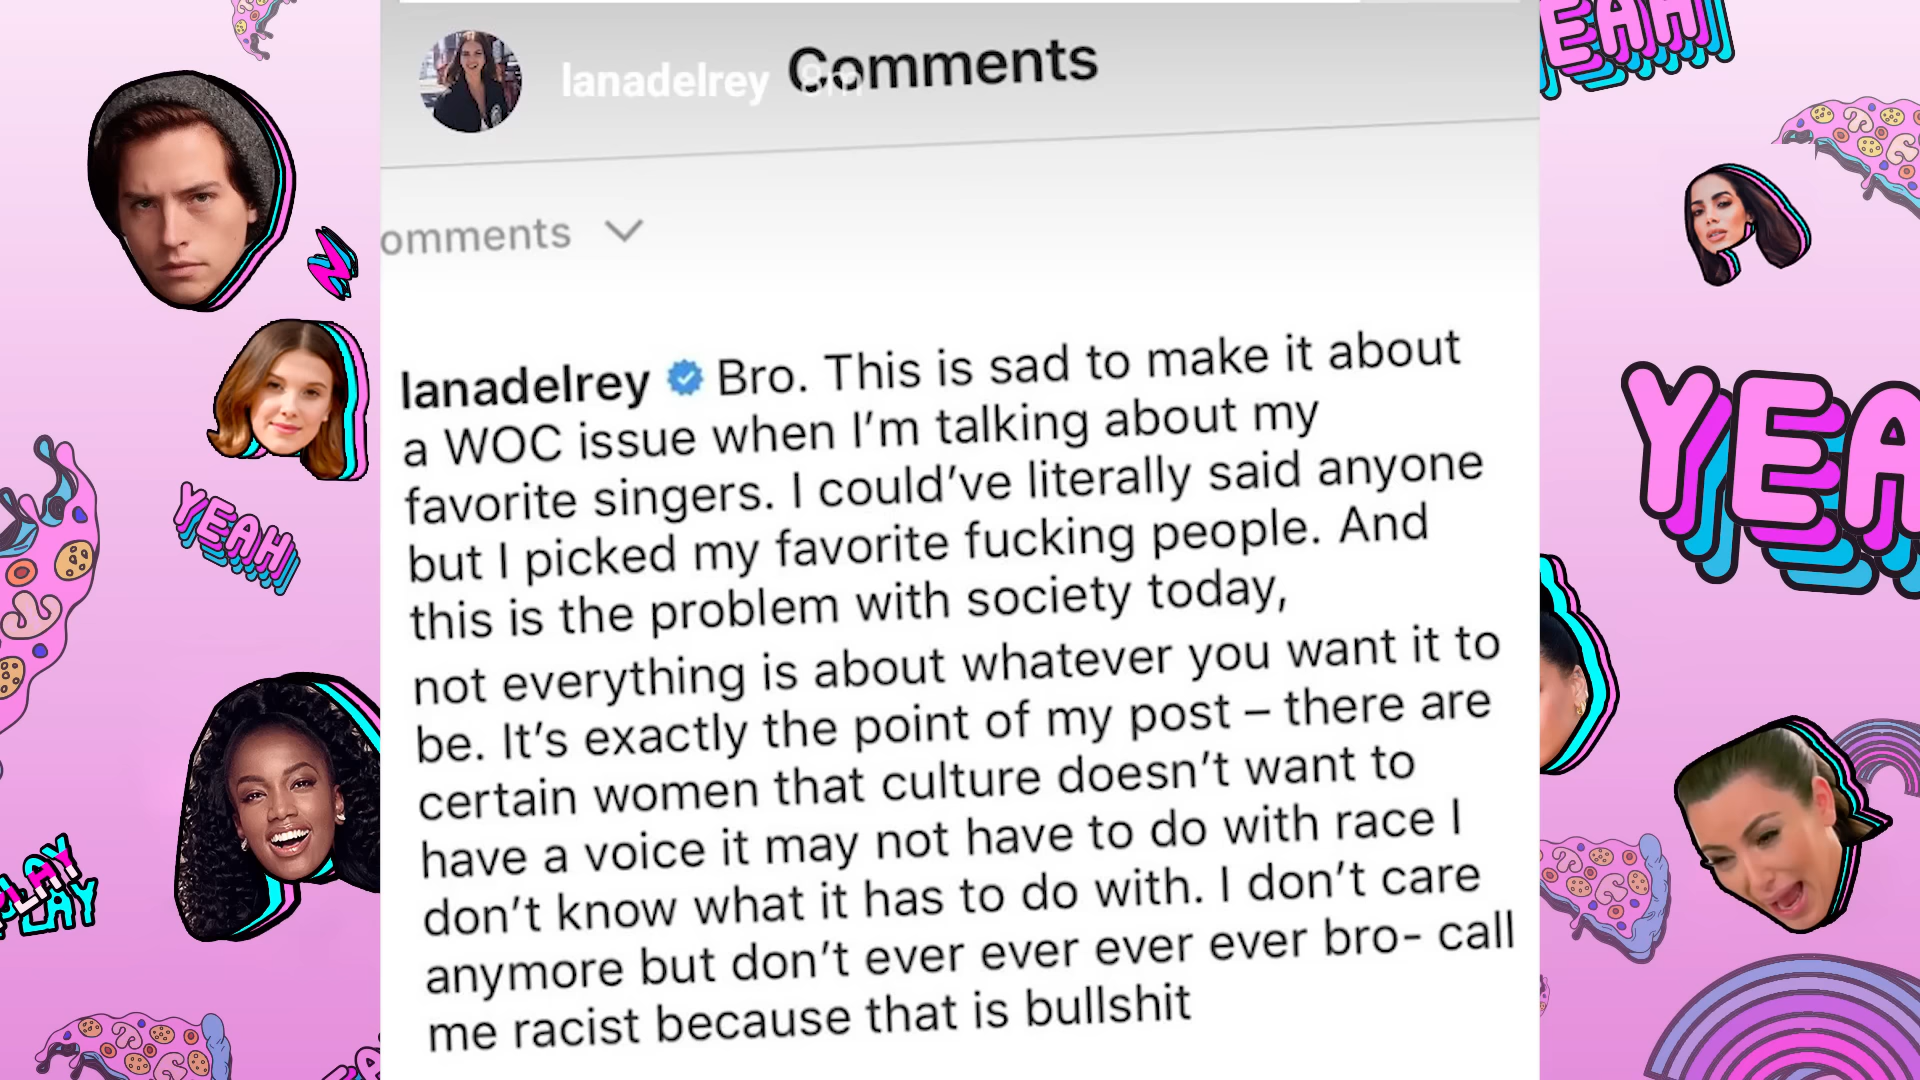 lanadelrey 8m
Comments
omments
lanadelrey Bro. This is sad to make it about
a WOC issue when I'm talking about my
favorite singers. I could've literally said anyone
but I picked my favorite fucking people. And
this is the problem with society today,
not everything is about whatever you want it to
be. It's exactly the point of my post – there are
certain women that culture doesn't want to
have a voice it may not have to do with race I
don't know what it has to do with. I don't care
anymore but don't ever ever ever ever bro- call
me racist because that is bullshit
YEAH
PLAY
PLAY
YEAH
EAH
YEA